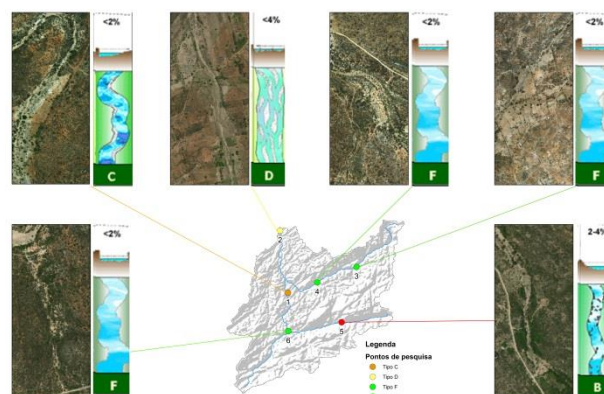 <2%
<4%
<2%
<2%
C
D
F
F
<2%
2-4%
2
3
4
1
5
6
F
B
Legenda
Pontos de pesquisa
Tipo C
Tipo D
Tipo F